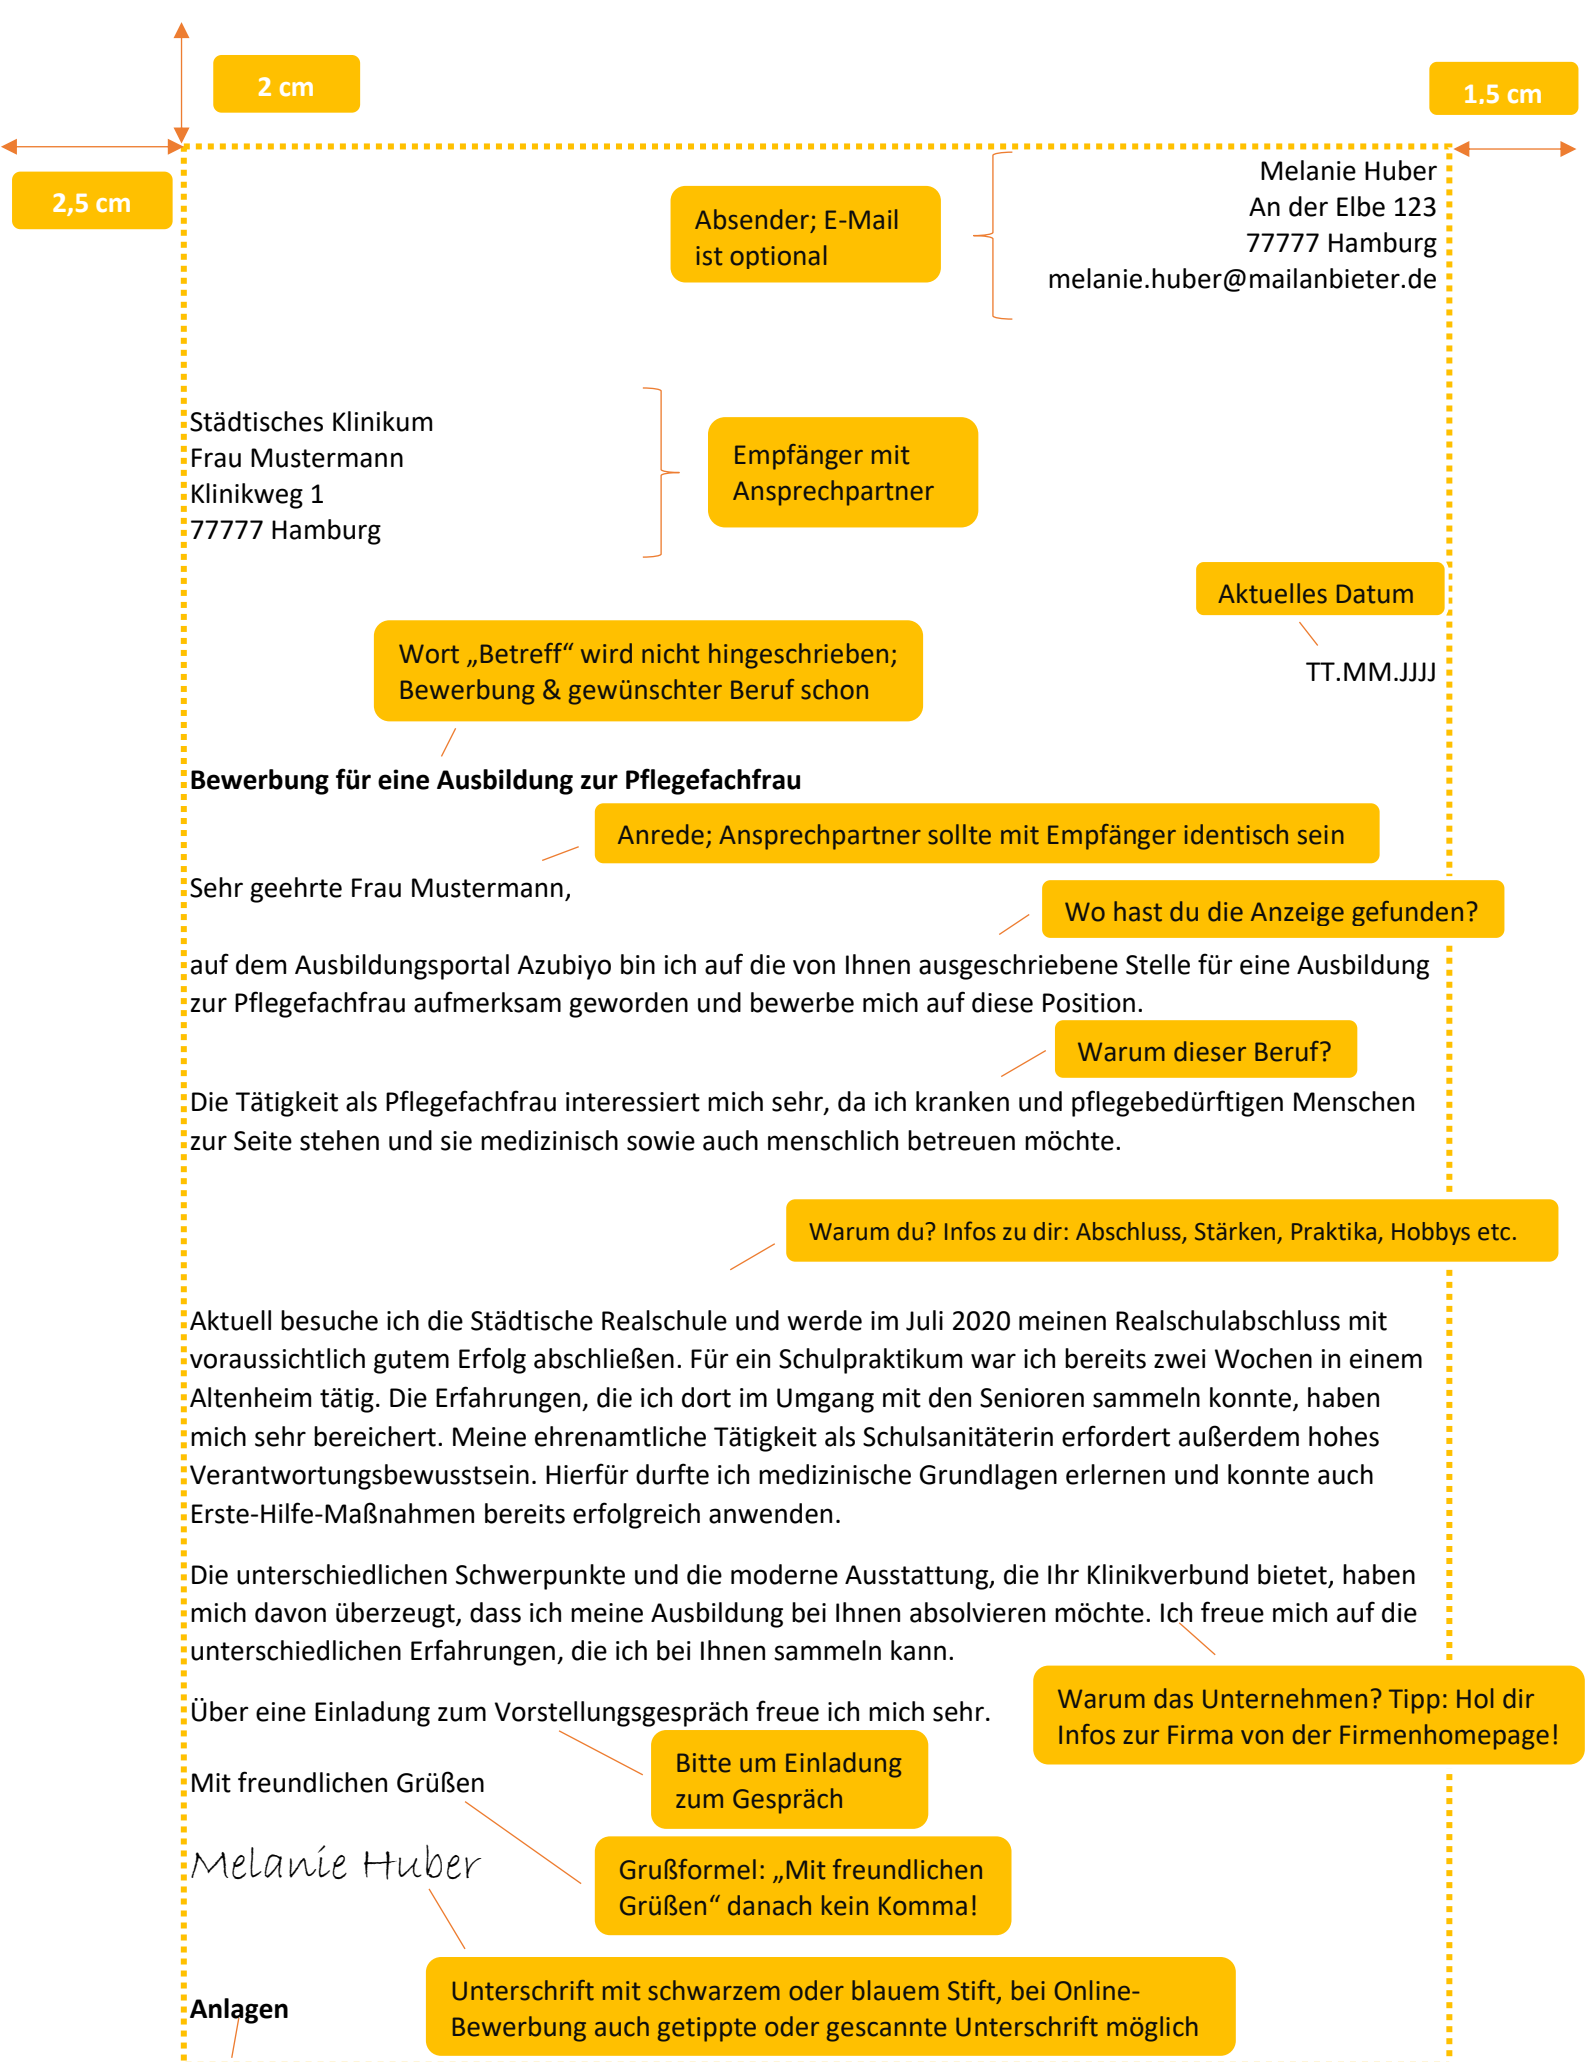 2 cm
1,5 cm
2,5 cm
Melanie Huber
An der Elbe 123
77777 Hamburg
melanie.huber@mailanbieter.de
Absender; E-Mail
ist optional
Städtisches Klinikum
Frau Mustermann
Klinikweg 1
77777 Hamburg
Empfänger mit
Ansprechpartner
Aktuelles Datum
TT.MM.JJJJ
Wort „Betreff“ wird nicht hingeschrieben;
Bewerbung & gewünschter Beruf schon
Bewerbung für eine Ausbildung zur Pflegefachfrau
Anrede; Ansprechpartner sollte mit Empfänger identisch sein
Sehr geehrte Frau Mustermann,
Wo hast du die Anzeige gefunden?
auf dem Ausbildungsportal Azubiyo bin ich auf die von Ihnen ausgeschriebene Stelle für eine Ausbildung
zur Pflegefachfrau aufmerksam geworden und bewerbe mich auf diese Position.
Warum dieser Beruf?
Die Tätigkeit als Pflegefachfrau interessiert mich sehr, da ich kranken und pflegebedürftigen Menschen
zur Seite stehen und sie medizinisch sowie auch menschlich betreuen möchte.
Warum du? Infos zu dir: Abschluss, Stärken, Praktika, Hobbys etc.
Aktuell besuche ich die Städtische Realschule und werde im Juli 2020 meinen Realschulabschluss mit
voraussichtlich gutem Erfolg abschließen. Für ein Schulpraktikum war ich bereits zwei Wochen in einem
Altenheim tätig. Die Erfahrungen, die ich dort im Umgang mit den Senioren sammeln konnte, haben
mich sehr bereichert. Meine ehrenamtliche Tätigkeit als Schulsanitäterin erfordert außerdem hohes
Verantwortungsbewusstsein. Hierfür durfte ich medizinische Grundlagen erlernen und konnte auch
Erste-Hilfe-Maßnahmen bereits erfolgreich anwenden.
Die unterschiedlichen Schwerpunkte und die moderne Ausstattung, die Ihr Klinikverbund bietet, haben
mich davon überzeugt, dass ich meine Ausbildung bei Ihnen absolvieren möchte. Ich freue mich auf die
unterschiedlichen Erfahrungen, die ich bei Ihnen sammeln kann.
Warum das Unternehmen? Tipp: Hol dir
Infos zur Firma von der Firmenhomepage!
Über eine Einladung zum Vorstellungsgespräch freue ich mich sehr.
Bitte um Einladung
zum Gespräch
Mit freundlichen Grüßen
Melanie Huber
Grußformel: „Mit freundlichen
Grüßen“ danach kein Komma!
Unterschrift mit schwarzem oder blauem Stift, bei Online-
Bewerbung auch getippte oder gescannte Unterschrift möglich
Anlagen